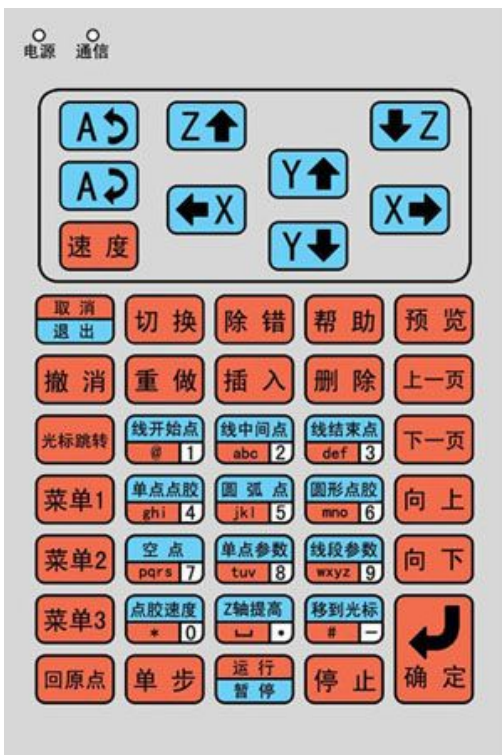 电源 通信
A Z Z
A Y
X X
速度 Y
取消 切换 除错 帮助 预览
退出
撤消 重做 插入 删除 上一页
光标跳转 线开始点 线中间点 线结束点 下一页
@ 1 abc 2 def 3
菜单1 单点点胶 圆弧点 圆形点胶 向上
ghi 4 jkl 5 mno 6
菜单2 空点 单点参数 线段参数 向下
pqrs 7 tuv 8 wxyz 9
菜单3 点胶速度 Z轴提高 移到光标
* 0 ⎵ • # −
回原点 单步 运行 停止 确定
暂停